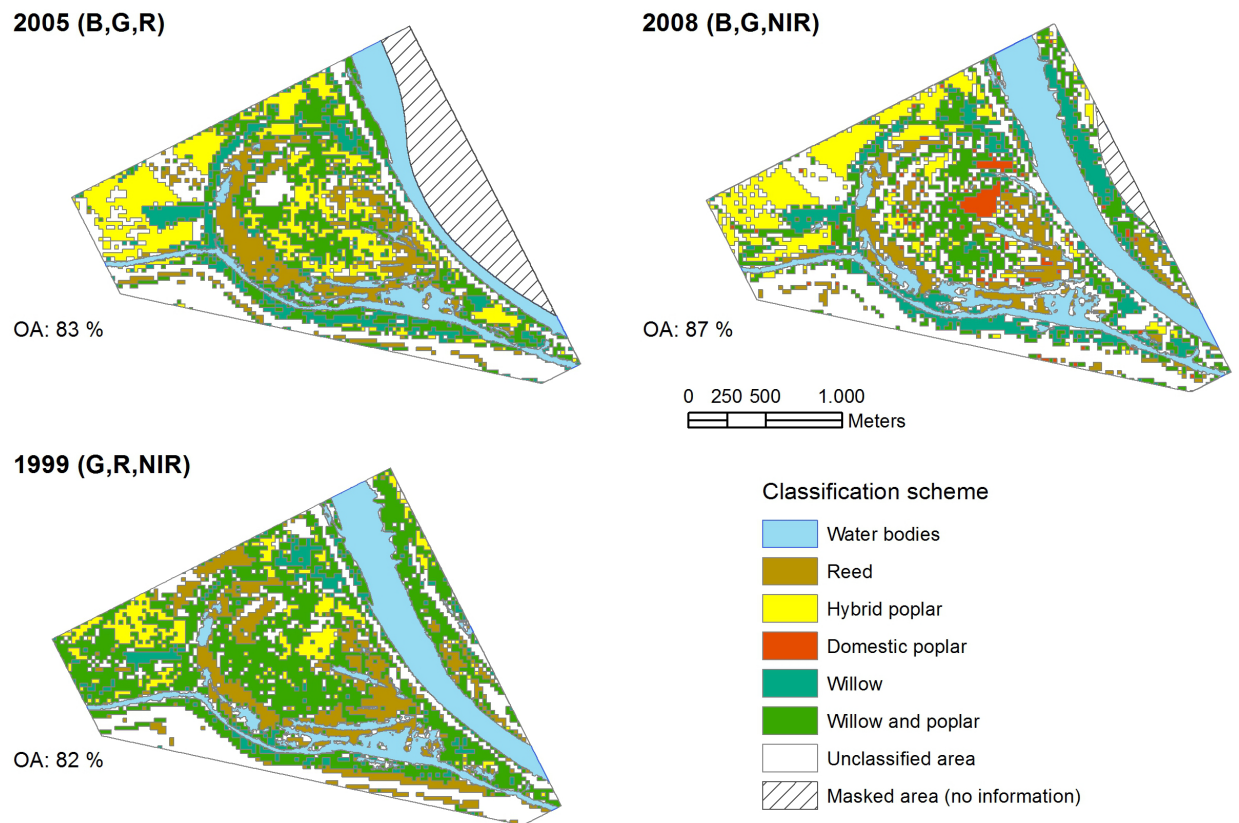 2005 (B,G,R)
2008 (B,G,NIR)
OA: 83 %
OA: 87 %
0 250 500 1.000
Meters
1999 (G,R,NIR)
OA: 82 %
Classification scheme
Water bodies
Reed
Hybrid poplar
Domestic poplar
Willow
Willow and poplar
Unclassified area
Masked area (no information)